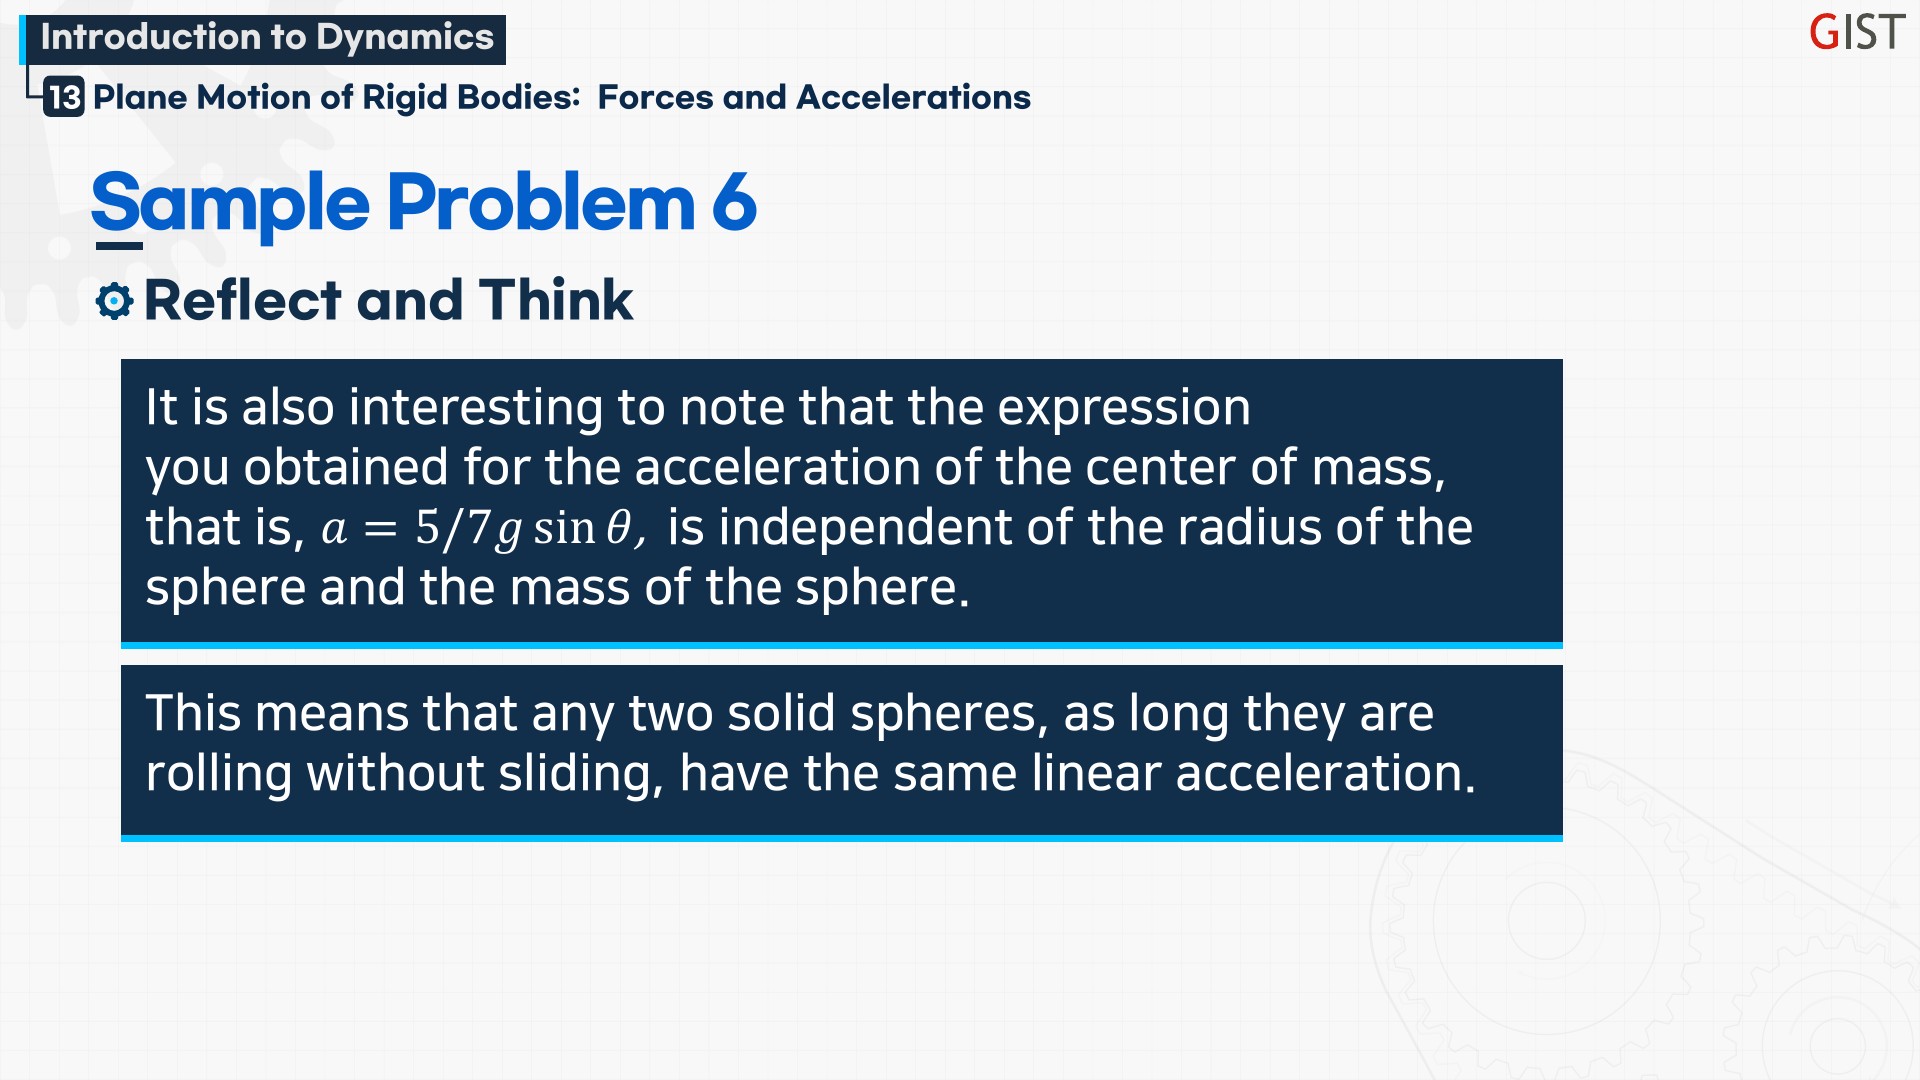 Introduction to Dynamics
GIST
13 Plane Motion of Rigid Bodies: Forces and Accelerations
Sample Problem 6
Reflect and Think
It is also interesting to note that the expression
you obtained for the acceleration of the center of mass,
that is, a = 5/7g sin θ, is independent of the radius of the
sphere and the mass of the sphere.
This means that any two solid spheres, as long they are
rolling without sliding, have the same linear acceleration.